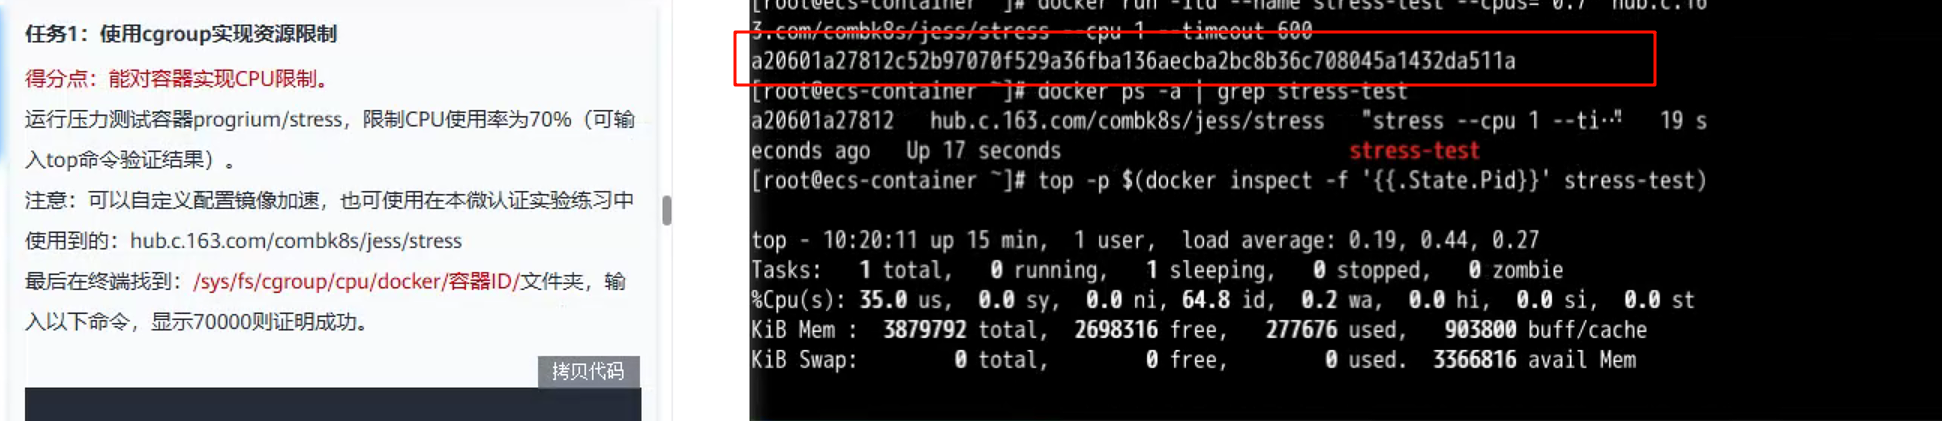 任务1：使用cgroup实现资源限制
得分点：能对容器实现CPU限制。
运行压力测试容器progrium/stress，限制CPU使用率为70%（可输
入top命令验证结果）。
注意：可以自定义配置镜像加速，也可使用在本微认证实验练习中
使用到的：hub.c.163.com/combk8s/jess/stress
最后在终端找到：/sys/fs/cgroup/cpu/docker/容器ID/文件夹，输
入以下命令，显示70000则证明成功。
拷贝代码
[root@ecs-container ~]# docker run -itd --name stress-test --cpus="0.7" hub.c.16
3.com/combk8s/jess/stress --cpu 1 --timeout 600
a20601a27812c52b97070f529a36fba136aecba2bc8b36c708045a1432da511a
[root@ecs-container ~]# docker ps -a | grep stress-test
a20601a27812   hub.c.163.com/combk8s/jess/stress   "stress --cpu 1 --ti…"   19 s
econds ago   Up 17 seconds   stress-test
[root@ecs-container ~]# top -p $(docker inspect -f '{{.State.Pid}}' stress-test)
top - 10:20:11 up 15 min,  1 user,  load average: 0.19, 0.44, 0.27
Tasks:   1 total,   0 running,   1 sleeping,   0 stopped,   0 zombie
%Cpu(s): 35.0 us,  0.0 sy,  0.0 ni, 64.8 id,  0.2 wa,  0.0 hi,  0.0 si,  0.0 st
KiB Mem :  3879792 total,  2698316 free,   277676 used,   903800 buff/cache
KiB Swap:        0 total,        0 free,        0 used.  3366816 avail Mem